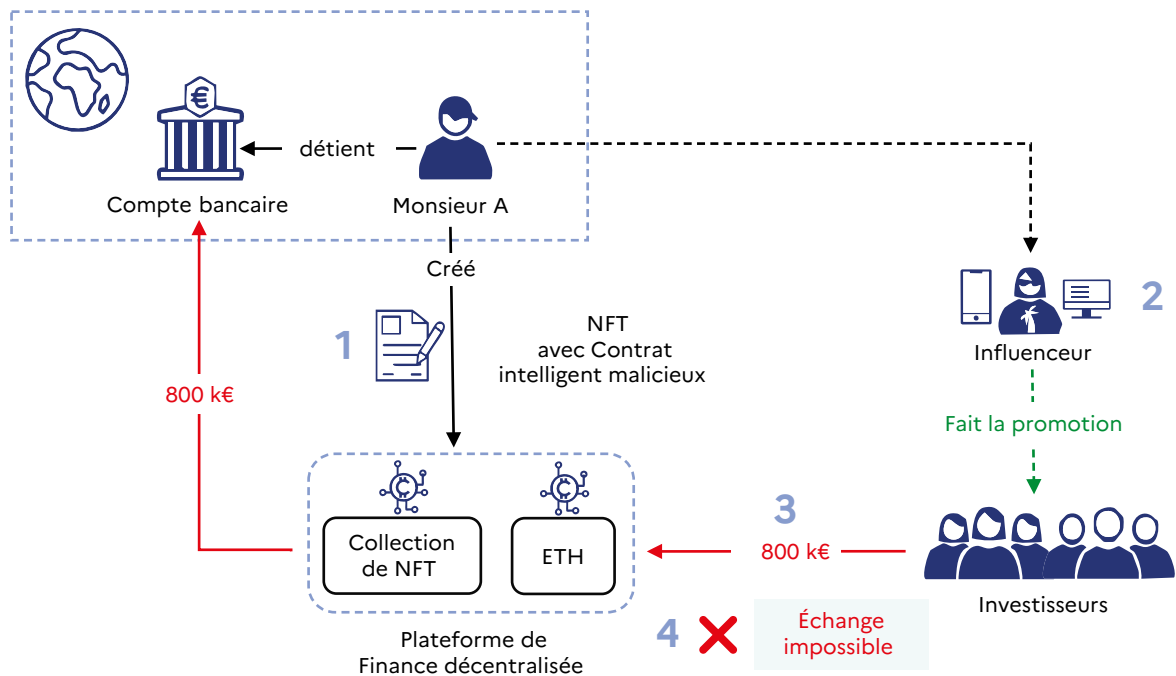 €
détient
Compte bancaire
Monsieur A
Créé
1
NFT
avec Contrat
intelligent malicieux
2
Influenceur
800 k€
Fait la promotion
Collection
de NFT
ETH
3
800 k€
Investisseurs
4
Échange
impossible
Plateforme de
Finance décentralisée